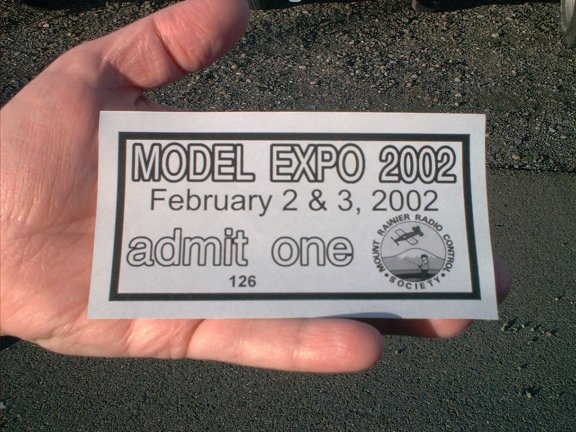 MODEL EXPO 2002
February 2 & 3, 2002
admit one
126
MOUNT RAINIER RADIO CONTROL
• SOCIETY •